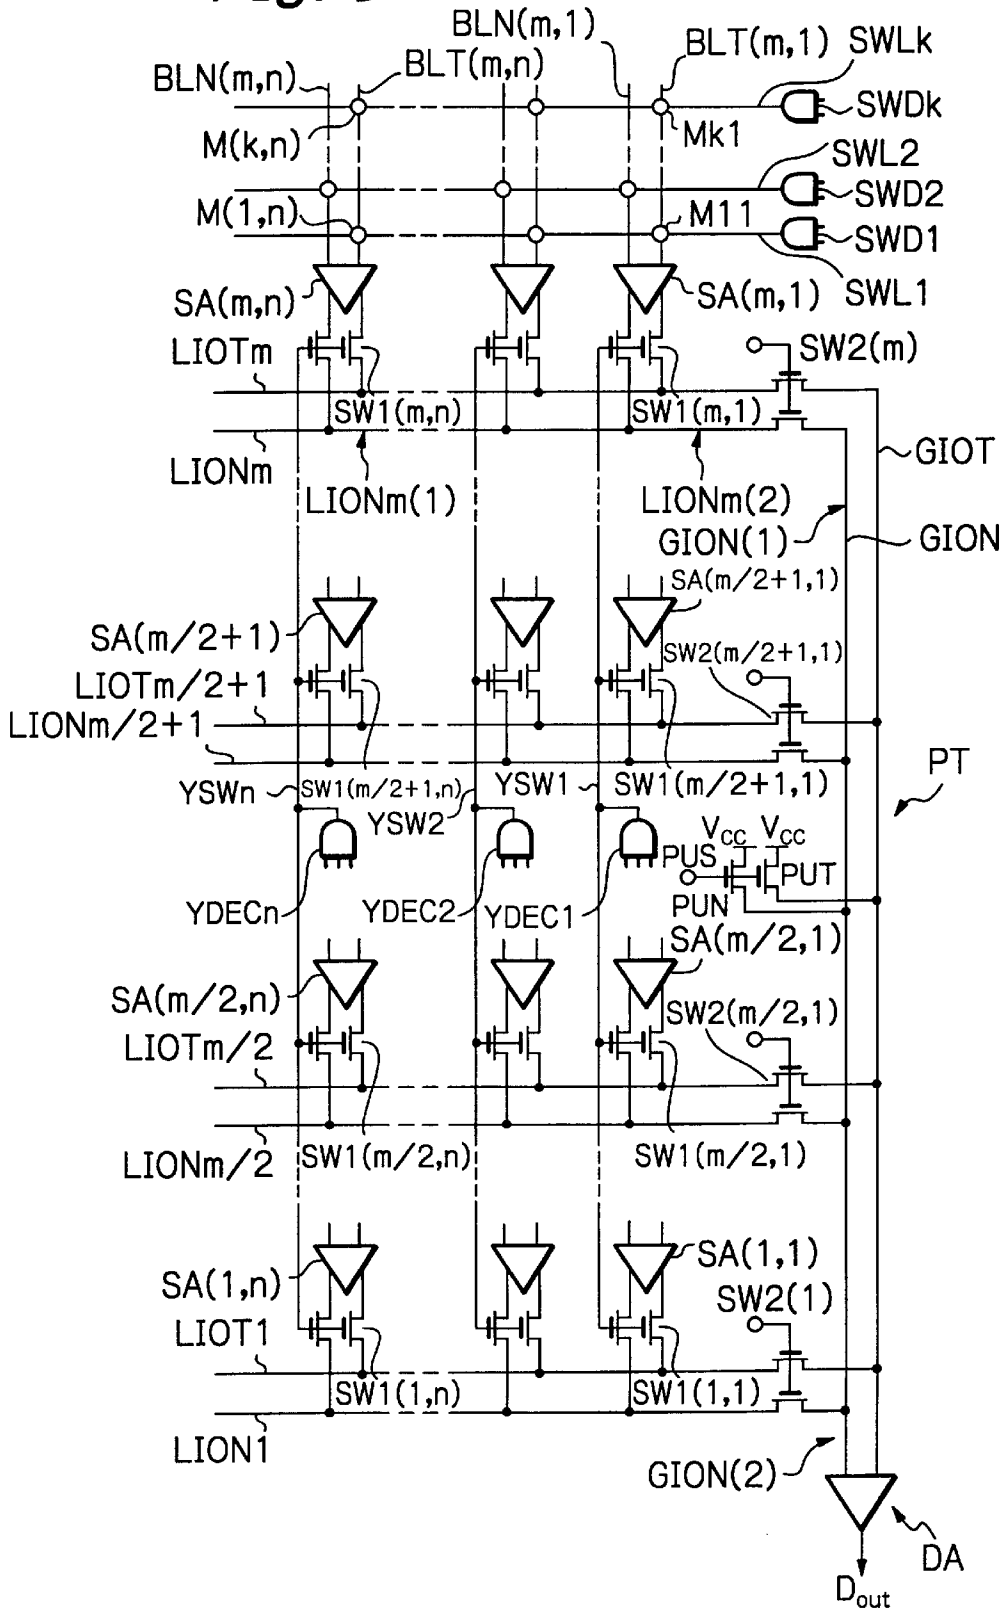 BLN(m,1)
BLT(m,1)
SWLk
BLN(m,n)
BLT(m,n)
SWDk
M(k,n)
Mk1
SWL2
SWD2
M(1,n)
M11
SWD1
SA(m,n)
SA(m,1)
SWL1
LIOTm
SW2(m)
SW1(m,n)
SW1(m,1)
GIOT
LIONm
LIONm(1)
LIONm(2)
GION(1)
GION
SA(m/2+1,1)
SA(m/2+1)
SW2(m/2+1,1)
LIOTm/2+1
LIONm/2+1
PT
YSWn
SW1(m/2+1,n)
YSW2
YSW1
SW1(m/2+1,1)
VCC
VCC
PUS
PUT
PUN
YDECn
YDEC2
YDEC1
SA(m/2,1)
SA(m/2,n)
SW2(m/2,1)
LIOTm/2
LIONm/2
SW1(m/2,n)
SW1(m/2,1)
SA(1,1)
SA(1,n)
SW2(1)
LIOT1
SW1(1,n)
SW1(1,1)
LION1
GION(2)
DA
Dout